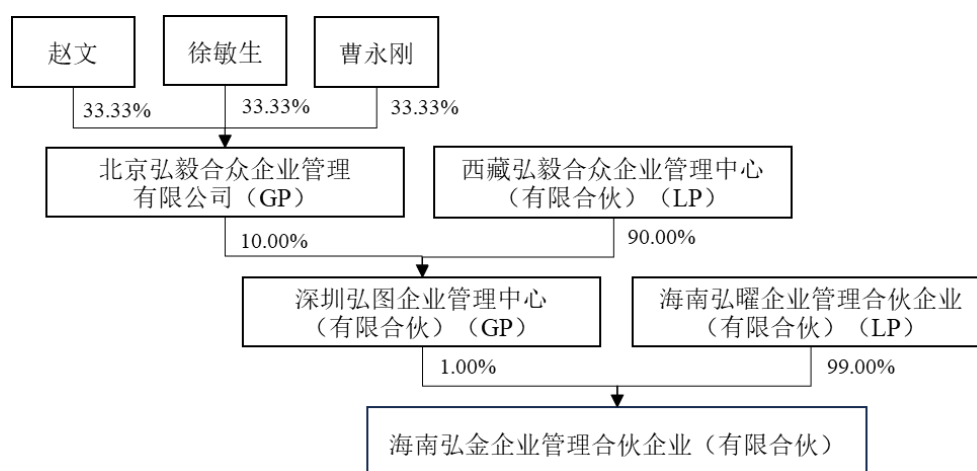 赵文
徐敏生
曹永刚
33.33%
33.33%
33.33%
北京弘毅合众企业管理
有限公司（GP）
西藏弘毅合众企业管理中心
（有限合伙）（LP）
10.00%
90.00%
深圳弘图企业管理中心
（有限合伙）（GP）
海南弘曜企业管理合伙企业
（有限合伙）（LP）
1.00%
99.00%
海南弘金企业管理合伙企业（有限合伙）